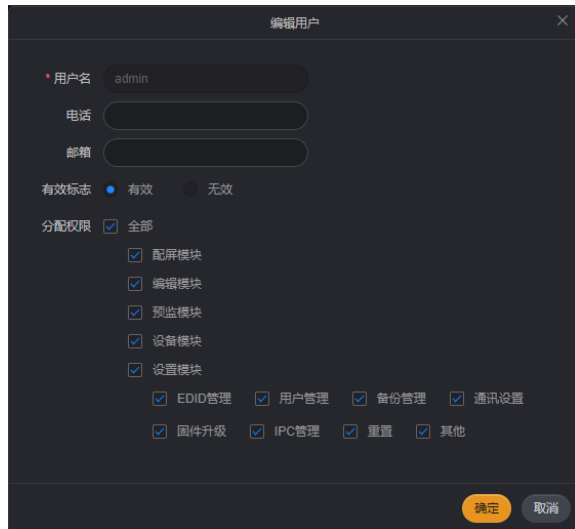 编辑用户
* 用户名 admin
电话
邮箱
有效标志 有效 无效
分配权限 全部
配屏模块
编辑模块
预监模块
设备模块
设置模块
EDID管理 用户管理 备份管理 通讯设置
固件升级 IPC管理 重置 其他
确定 取消